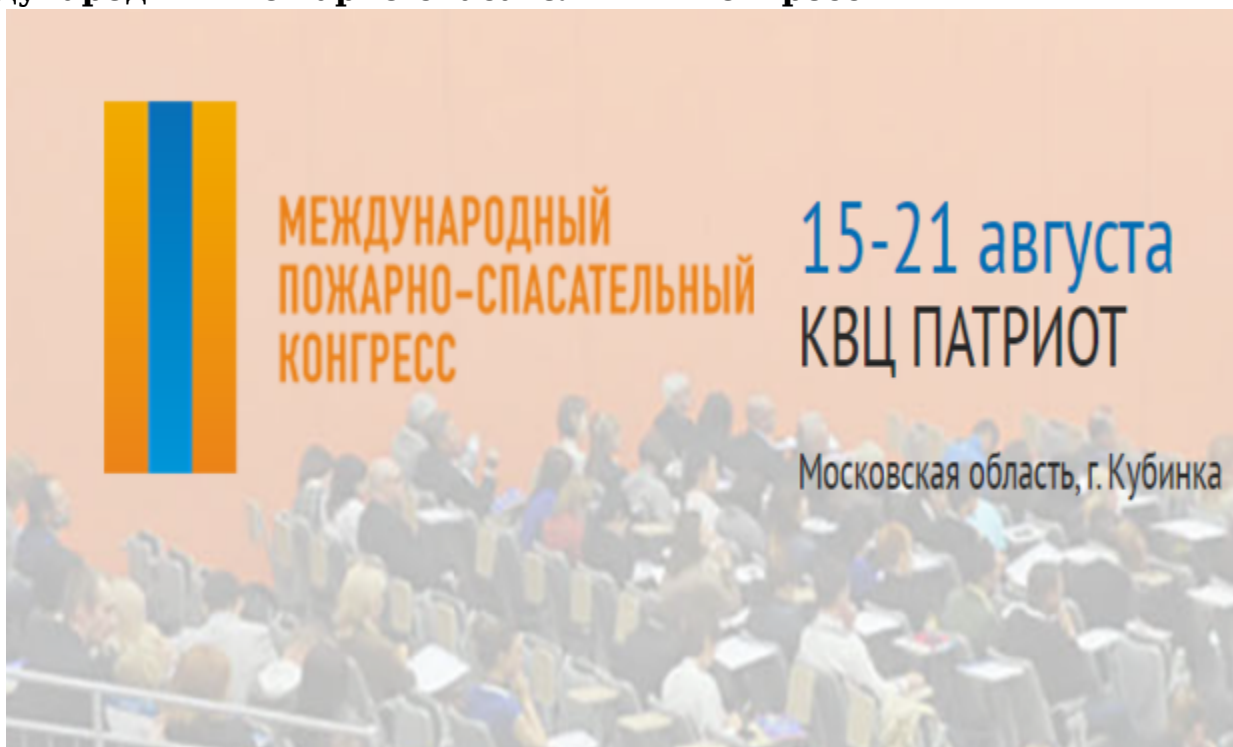 МЕЖДУНАРОДНЫЙ
ПОЖАРНО-СПАСАТЕЛЬНЫЙ
КОНГРЕСС
15-21 августа
КВЦ ПАТРИОТ
Московская область, г. Кубинка